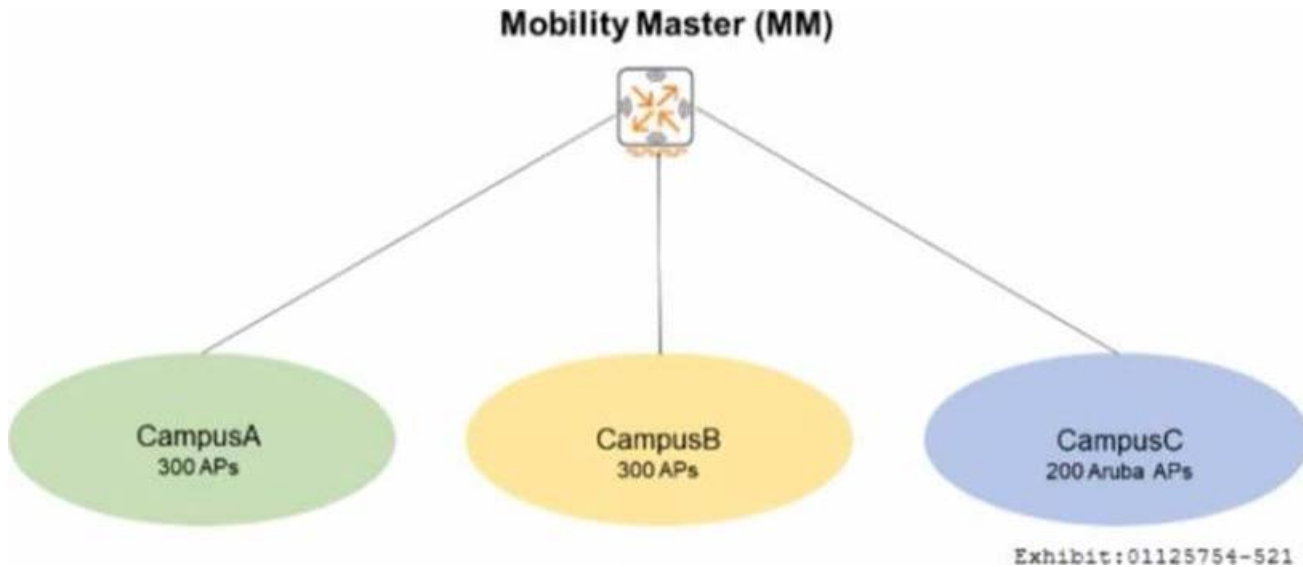 Mobility Master (MM)
CampusA
300 APs
CampusB
300 APs
CampusC
200 Aruba APs
Exhibit:01125754-521